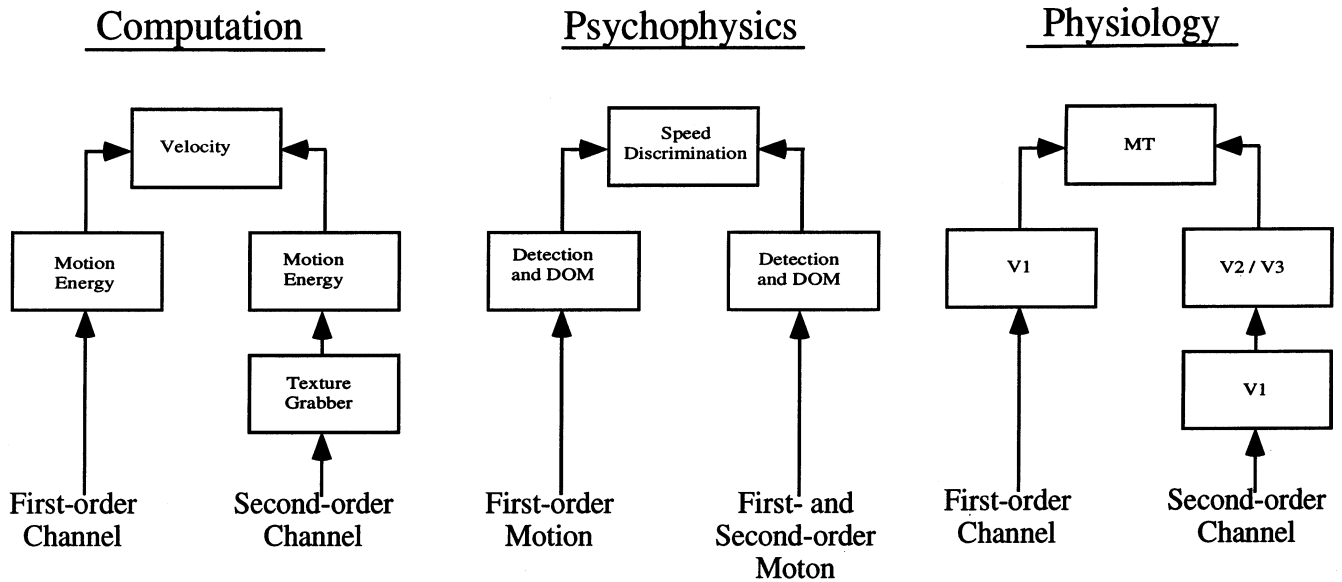 Computation
Velocity
Motion
Energy
Motion
Energy
Texture
Grabber
First-order
Channel
Second-order
Channel
Psychophysics
Speed
Discrimination
Detection
and DOM
Detection
and DOM
First-order
Motion
First- and
Second-order
Moton
Physiology
MT
V1
V2 / V3
V1
First-order
Channel
Second-order
Channel